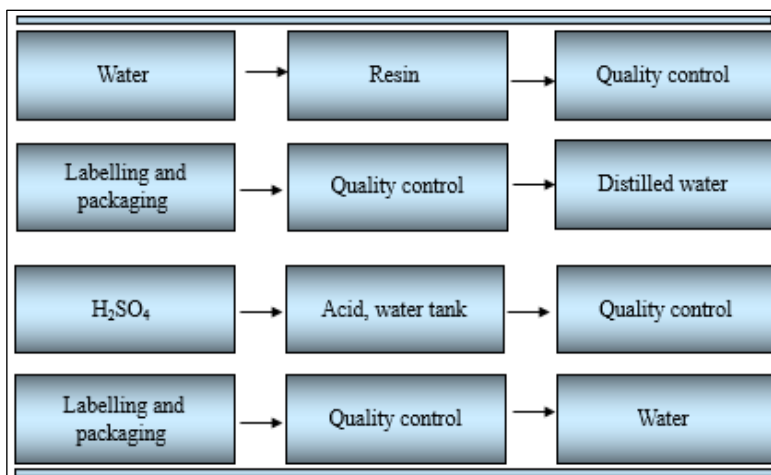 Water
Resin
Quality control
Labelling and
packaging
Quality control
Distilled water
H₂SO₄
Acid, water tank
Quality control
Labelling and
packaging
Quality control
Water